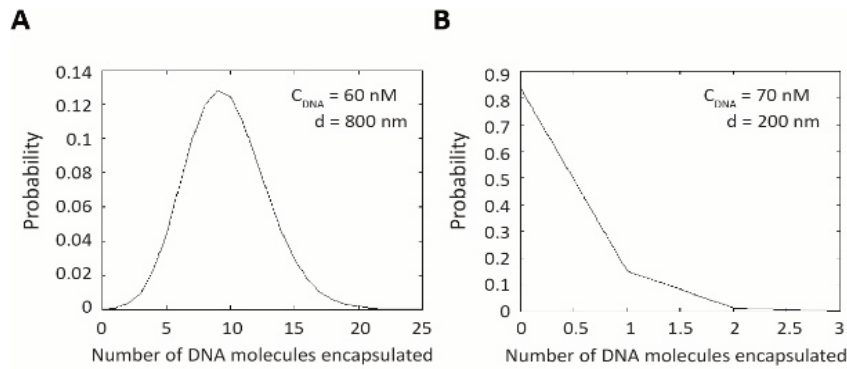 A
Probability
0.14
0.12
0.1
0.08
0.06
0.04
0.02
0
C_DNA = 60 nM
d = 800 nm
0 5 10 15 20 25
Number of DNA molecules encapsulated
B
Probability
0.9
0.8
0.7
0.6
0.5
0.4
0.3
0.2
0.1
0
C_DNA = 70 nM
d = 200 nm
0 0.5 1 1.5 2 2.5 3
Number of DNA molecules encapsulated